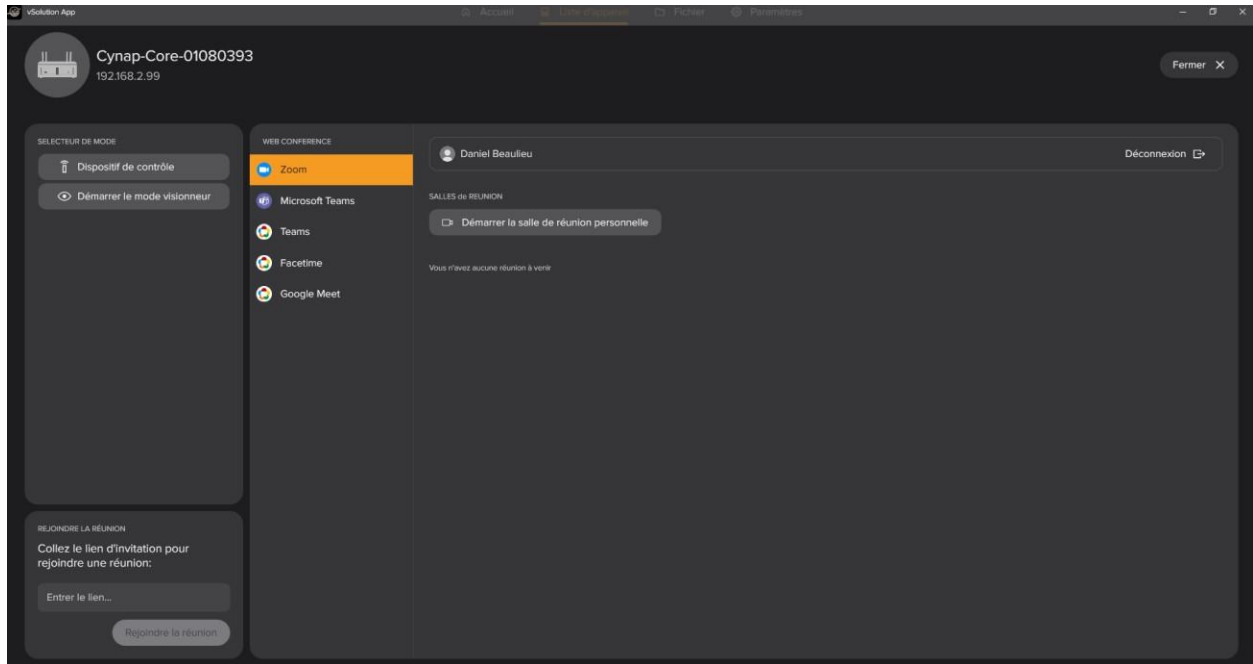 vSolution App
Accueil
Liste d'appareil
Fichier
Paramètres
Cynap-Core-01080393
192.168.2.99
Fermer
SELECTEUR DE MODE
Dispositif de contrôle
Démarrer le mode visionneur
WEB CONFERENCE
Zoom
Microsoft Teams
Teams
Facetime
Google Meet
Daniel Beaulieu
Déconnexion
SALLES de REUNION
Démarrer la salle de réunion personnelle
Vous n'avez aucune réunion à venir
REJOINDRE LA RÉUNION
Collez le lien d'invitation pour
rejoindre une réunion:
Entrer le lien...
Rejoindre la réunion